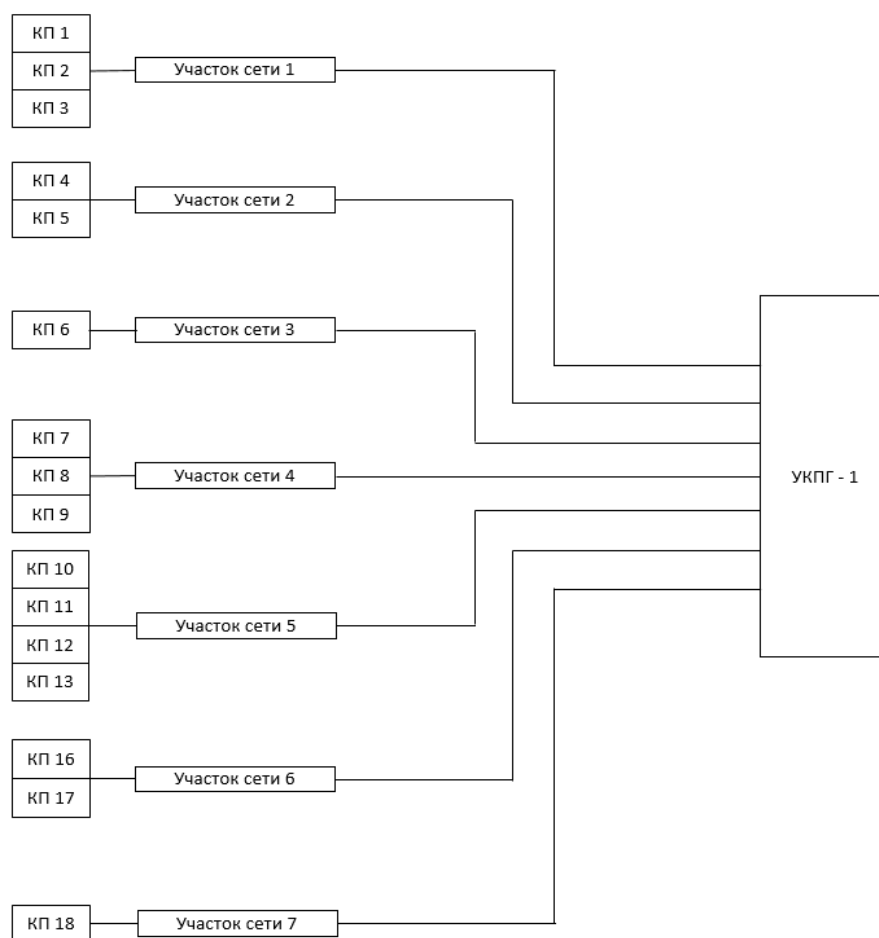 КП 1
КП 2
КП 3
Участок сети 1
КП 4
КП 5
Участок сети 2
КП 6
Участок сети 3
КП 7
КП 8
КП 9
Участок сети 4
УКПГ - 1
КП 10
КП 11
КП 12
КП 13
Участок сети 5
КП 16
КП 17
Участок сети 6
КП 18
Участок сети 7